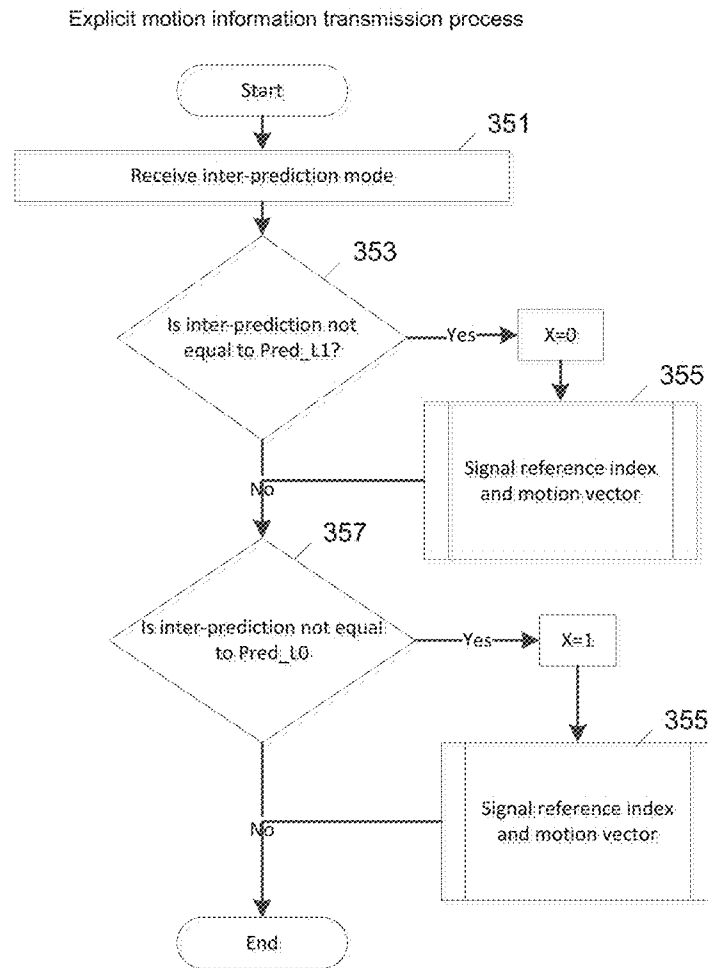 Explicit motion information transmission process
Start
351
Receive inter-prediction mode
353
Is inter-prediction not
equal to Pred_L1?
Yes
X=0
355
Signal reference index
and motion vector
No
357
Is inter-prediction not equal
to Pred_L0
Yes
X=1
355
Signal reference index
and motion vector
No
End